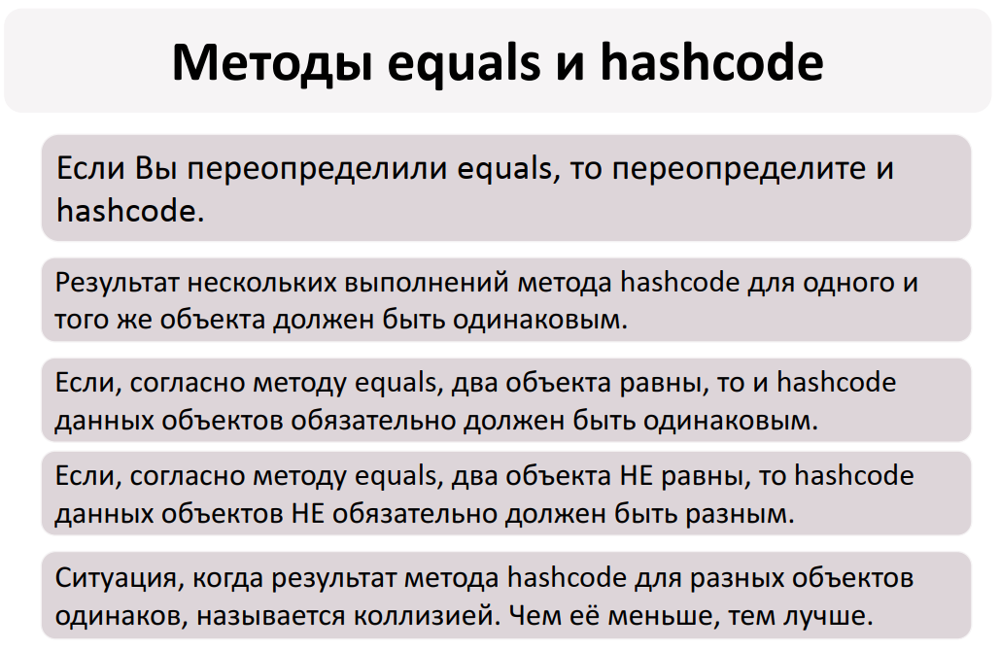 Методы equals и hashcode
Если Вы переопределили equals, то переопределите и
hashcode.
Результат нескольких выполнений метода hashcode для одного и
того же объекта должен быть одинаковым.
Если, согласно методу equals, два объекта равны, то и hashcode
данных объектов обязательно должен быть одинаковым.
Если, согласно методу equals, два объекта НЕ равны, то hashcode
данных объектов НЕ обязательно должен быть разным.
Ситуация, когда результат метода hashcode для разных объектов
одинаков, называется коллизией. Чем её меньше, тем лучше.